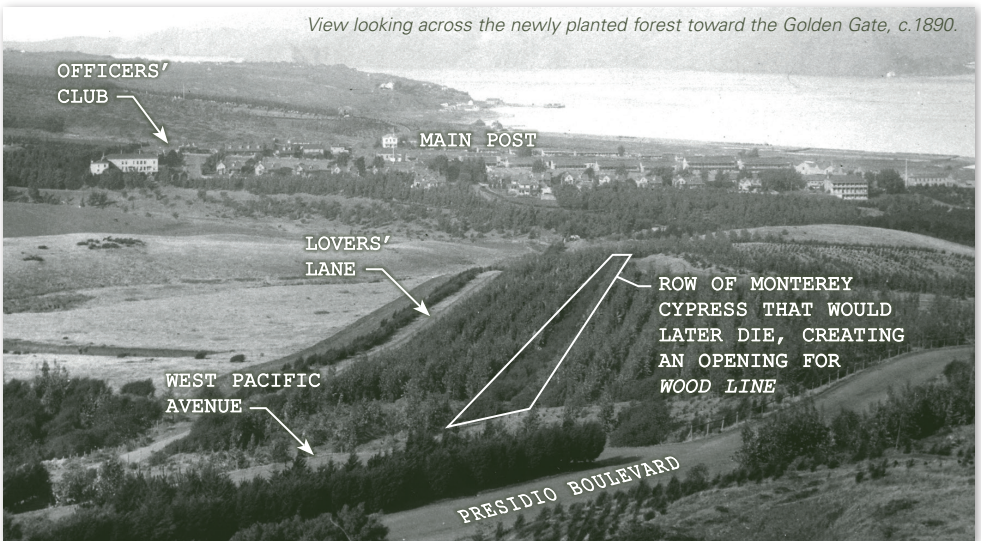 View looking across the newly planted forest toward the Golden Gate, c.1890.
OFFICERS’
CLUB
MAIN POST
LOVERS’
LANE
ROW OF MONTEREY
CYPRESS THAT WOULD
LATER DIE, CREATING
AN OPENING FOR
WOOD LINE
WEST PACIFIC
AVENUE
PRESIDIO BOULEVARD